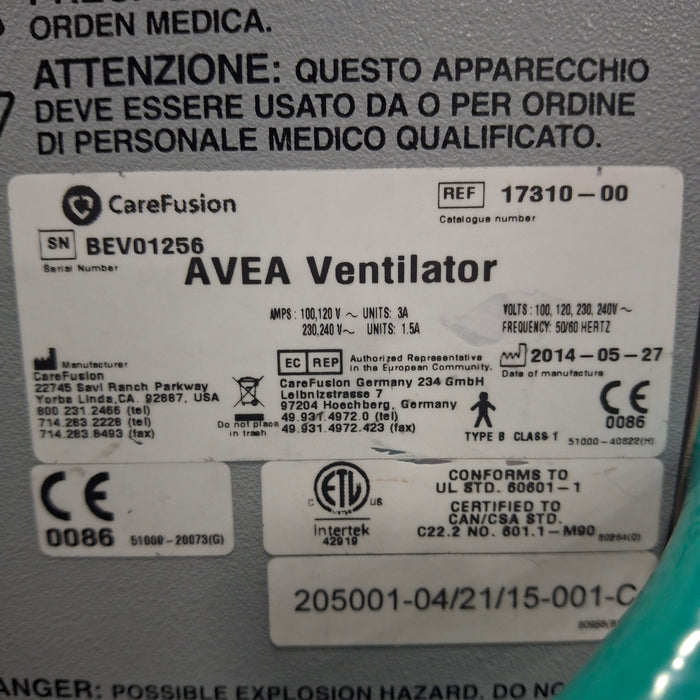 ORDEN MEDICA.
ATTENZIONE: QUESTO APPARECCHIO
DEVE ESSERE USATO DA O PER ORDINE
DI PERSONALE MEDICO QUALIFICATO.
CareFusion
REF 17310-00
Catalogue number
SN BEV01256
Serial Number
AVEA Ventilator
AMPS: 100,120 V ~ UNITS: 3A
230,240 V~ UNITS: 1.5A
VOLTS: 100, 120, 230, 240V ~
FREQUENCY: 50/60 HERTZ
Manufacturer
CareFusion
22745 Savi Ranch Parkway
Yorba Linda,CA. 92887, USA
800 231.2466 (tel)
714.283 2228 (tel)
714.283.8493 (fax)
Do not place
in trash
EC REP Authorized Representative
in the European Community.
CareFusion Germany 234 GmbH
Leibnizstrasse 7
97204 Hoechberg, Germany
49.931.4972.0 (tel)
49.931.4972.423 (fax)
2014-05-27
Date of manufacture
TYPE B CLASS 1
CE
0086
51000-40822(H)
CE
0086 51000-20073(G)
C ETL US
Intertek
42919
CONFORMS TO
UL STD. 60601-1
CERTIFIED TO
CAN/CSA STD.
C22.2 NO. 601.1-M90
80264(D)
205001-04/21/15-001-C
ANGER: POSSIBLE EXPLOSION HAZARD. DO